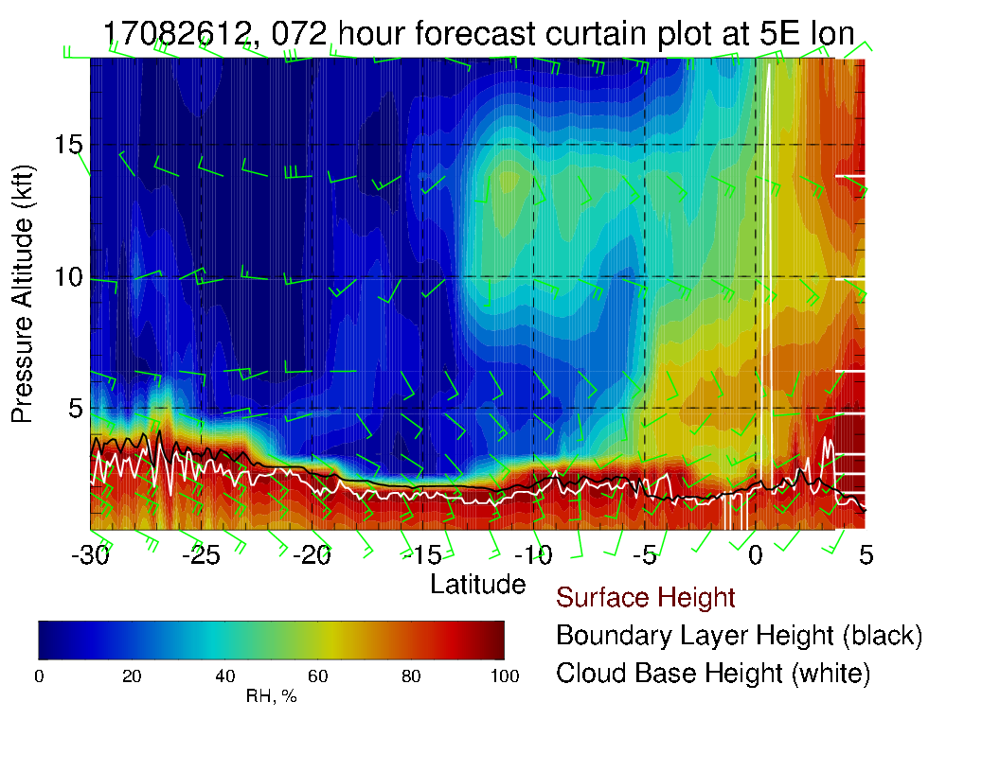 17082612, 072 hour forecast curtain plot at 5E lon
Pressure Altitude (kft)
15
10
5
-30 -25 -20 -15 -10 -5 0 5
Latitude
Surface Height
Boundary Layer Height (black)
Cloud Base Height (white)
0 20 40 60 80 100
RH, %